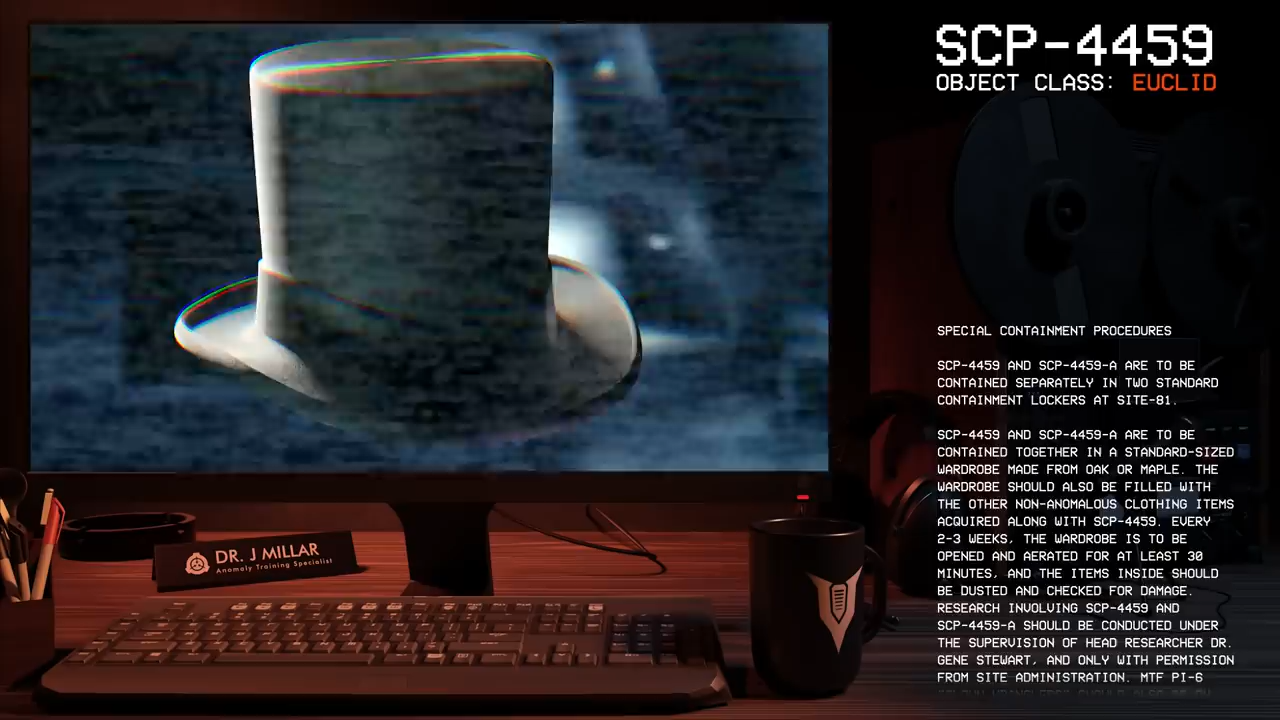 SCP-4459
OBJECT CLASS: EUCLID
SPECIAL CONTAINMENT PROCEDURES
SCP-4459 AND SCP-4459-A ARE TO BE
CONTAINED SEPARATELY IN TWO STANDARD
CONTAINMENT LOCKERS AT SITE-81.
SCP-4459 AND SCP-4459-A ARE TO BE
CONTAINED TOGETHER IN A STANDARD-SIZED
WARDROBE MADE FROM OAK OR MAPLE. THE
WARDROBE SHOULD ALSO BE FILLED WITH
THE OTHER NON-ANOMALOUS CLOTHING ITEMS
ACQUIRED ALONG WITH SCP-4459. EVERY
2-3 WEEKS, THE WARDROBE IS TO BE
OPENED AND AERATED FOR AT LEAST 30
MINUTES, AND THE ITEMS INSIDE SHOULD
BE DUSTED AND CHECKED FOR DAMAGE.
RESEARCH INVOLVING SCP-4459 AND
SCP-4459-A SHOULD BE CONDUCTED UNDER
THE SUPERVISION OF HEAD RESEARCHER DR.
GENE STEWART, AND ONLY WITH PERMISSION
FROM SITE ADMINISTRATION. MTF PI-6
DR. J MILLAR
Anomaly Training Specialist